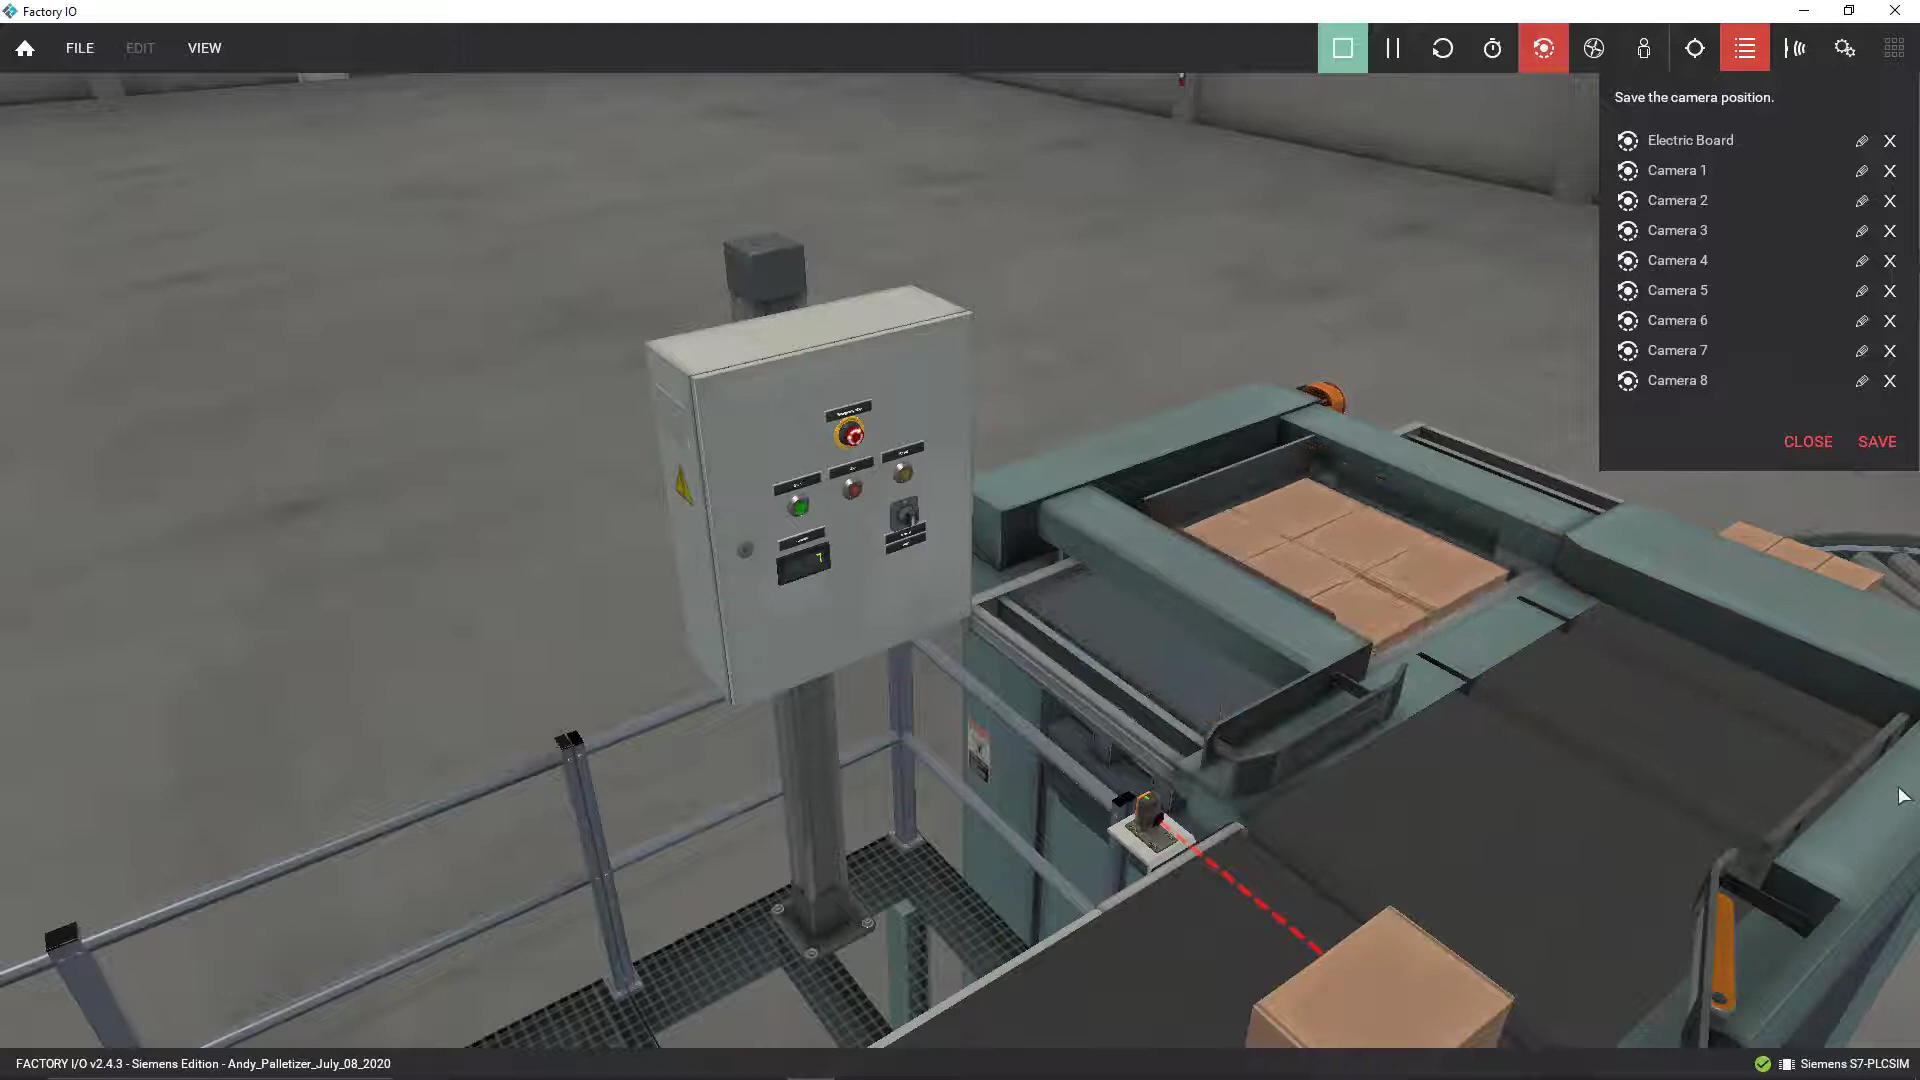 Factory IO
FILE EDIT VIEW
Save the camera position.
Electric Board
Camera 1
Camera 2
Camera 3
Camera 4
Camera 5
Camera 6
Camera 7
Camera 8
CLOSE SAVE
7
FACTORY I/O v2.4.3 - Siemens Edition - Andy_Palletizer_July_08_2020
Siemens S7-PLCSIM